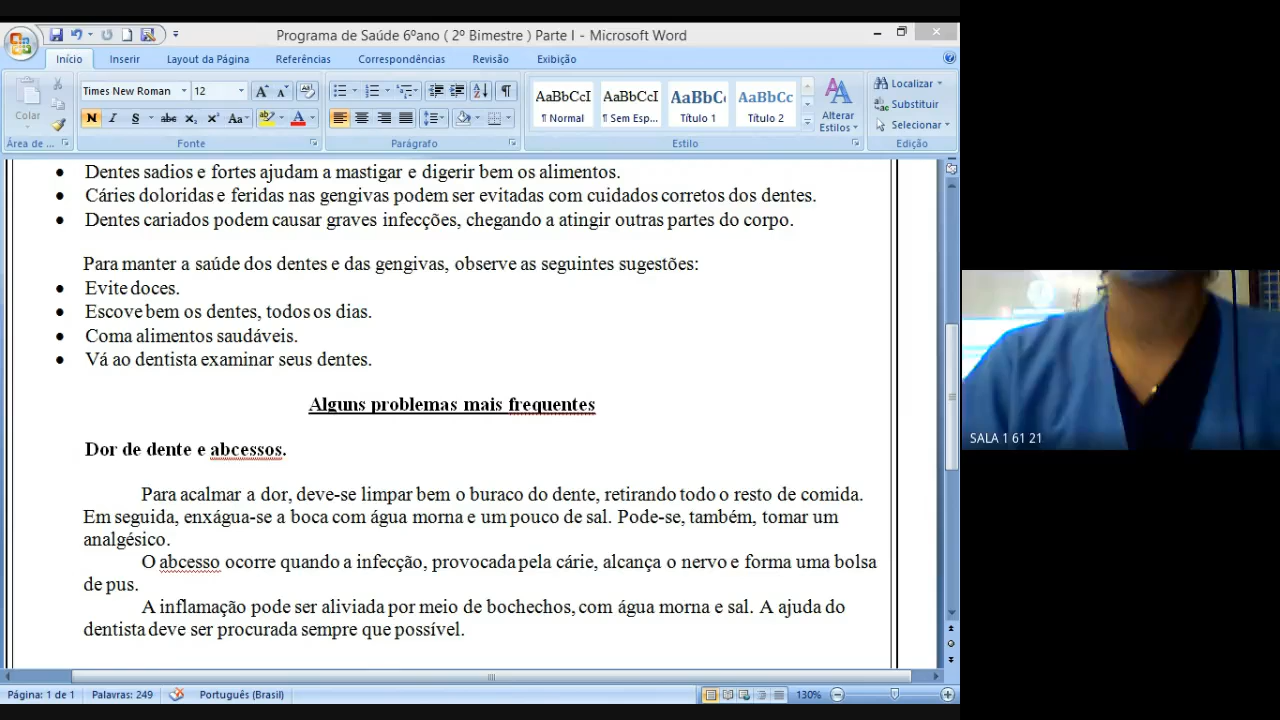 Programa de Saúde 6ºano ( 2º Bimestre ) Parte I - Microsoft Word
Início Inserir Layout da Página Referências Correspondências Revisão Exibição
Times New Roman 12 AaBbCcI AaBbCcI AaBbC AaBbCc Localizar
Colar N I S abc x₂ x² Aa ¶ Normal ¶ Sem Esp... Título 1 Título 2 Alterar Estilos Substituir
Selecionar
Área de ... Fonte Parágrafo Estilo Edição
Dentes sadios e fortes ajudam a mastigar e digerir bem os alimentos.
Cáries doloridas e feridas nas gengivas podem ser evitadas com cuidados corretos dos dentes.
Dentes cariados podem causar graves infecções, chegando a atingir outras partes do corpo.
Para manter a saúde dos dentes e das gengivas, observe as seguintes sugestões:
Evite doces.
Escove bem os dentes, todos os dias.
Coma alimentos saudáveis.
Vá ao dentista examinar seus dentes.
Alguns problemas mais frequentes
Dor de dente e abcessos.
Para acalmar a dor, deve-se limpar bem o buraco do dente, retirando todo o resto de comida.
Em seguida, enxágua-se a boca com água morna e um pouco de sal. Pode-se, também, tomar um
analgésico.
O abcesso ocorre quando a infecção, provocada pela cárie, alcança o nervo e forma uma bolsa
de pus.
A inflamação pode ser aliviada por meio de bochechos, com água morna e sal. A ajuda do
dentista deve ser procurada sempre que possível.
Página: 1 de 1 Palavras: 249 Português (Brasil) 130%
SALA 1 61 21